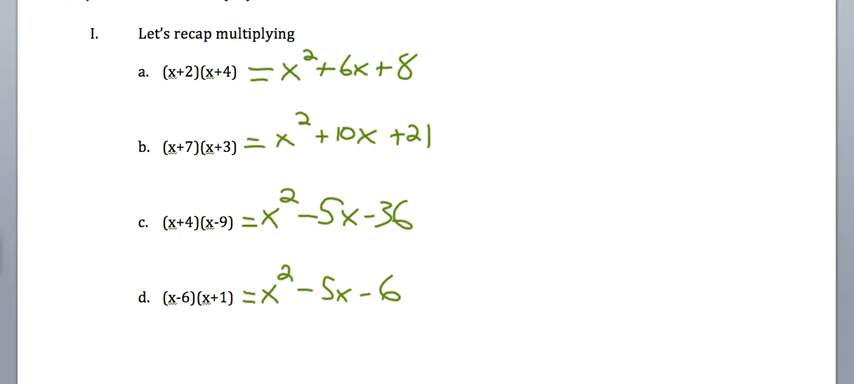 I. Let's recap multiplying
a. (x+2)(x+4) = x² + 6x + 8
b. (x+7)(x+3) = x² + 10x + 21
c. (x+4)(x-9) = x² - 5x - 36
d. (x-6)(x+1) = x² - 5x - 6